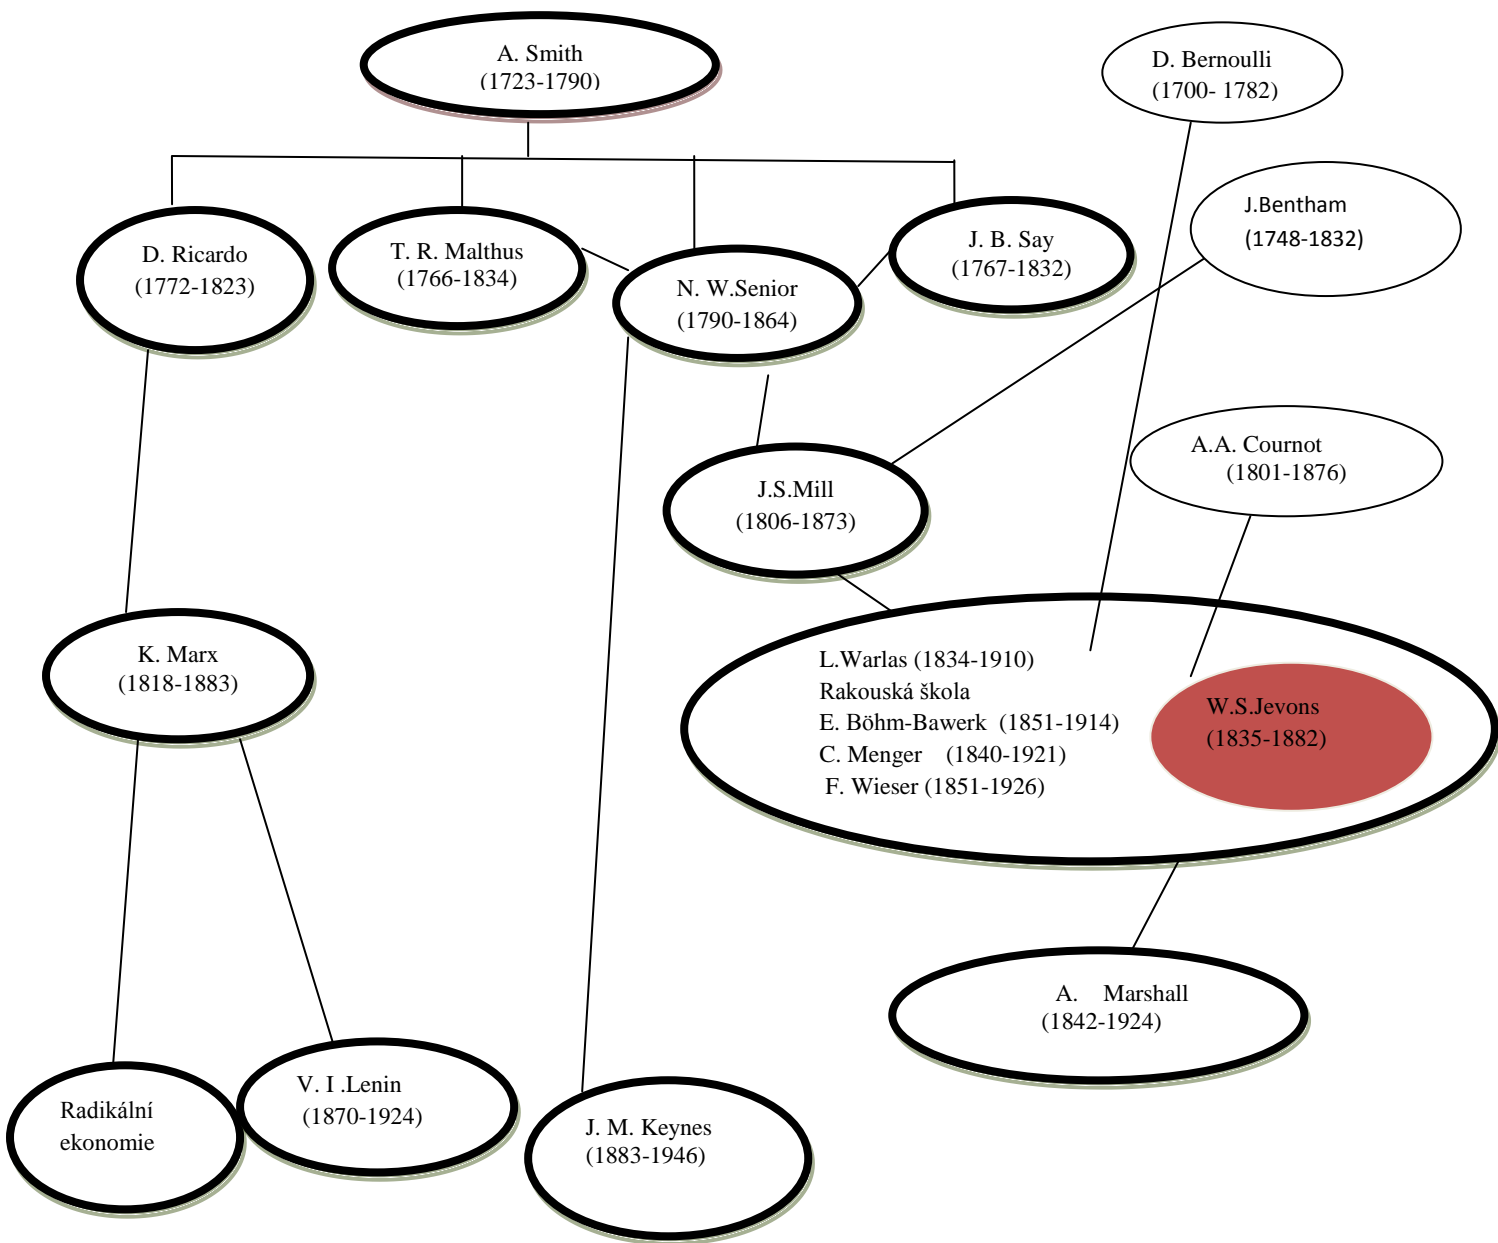 A. Smith
(1723-1790)
D. Bernoulli
(1700- 1782)
J.Bentham
(1748-1832)
D. Ricardo
(1772-1823)
T. R. Malthus
(1766-1834)
N. W.Senior
(1790-1864)
J. B. Say
(1767-1832)
A.A. Cournot
(1801-1876)
J.S.Mill
(1806-1873)
K. Marx
(1818-1883)
L.Warlas (1834-1910)
Rakouská škola
E. Böhm-Bawerk (1851-1914)
C. Menger (1840-1921)
F. Wieser (1851-1926)
W.S.Jevons
(1835-1882)
A. Marshall
(1842-1924)
Radikální
ekonomie
V. I .Lenin
(1870-1924)
J. M. Keynes
(1883-1946)